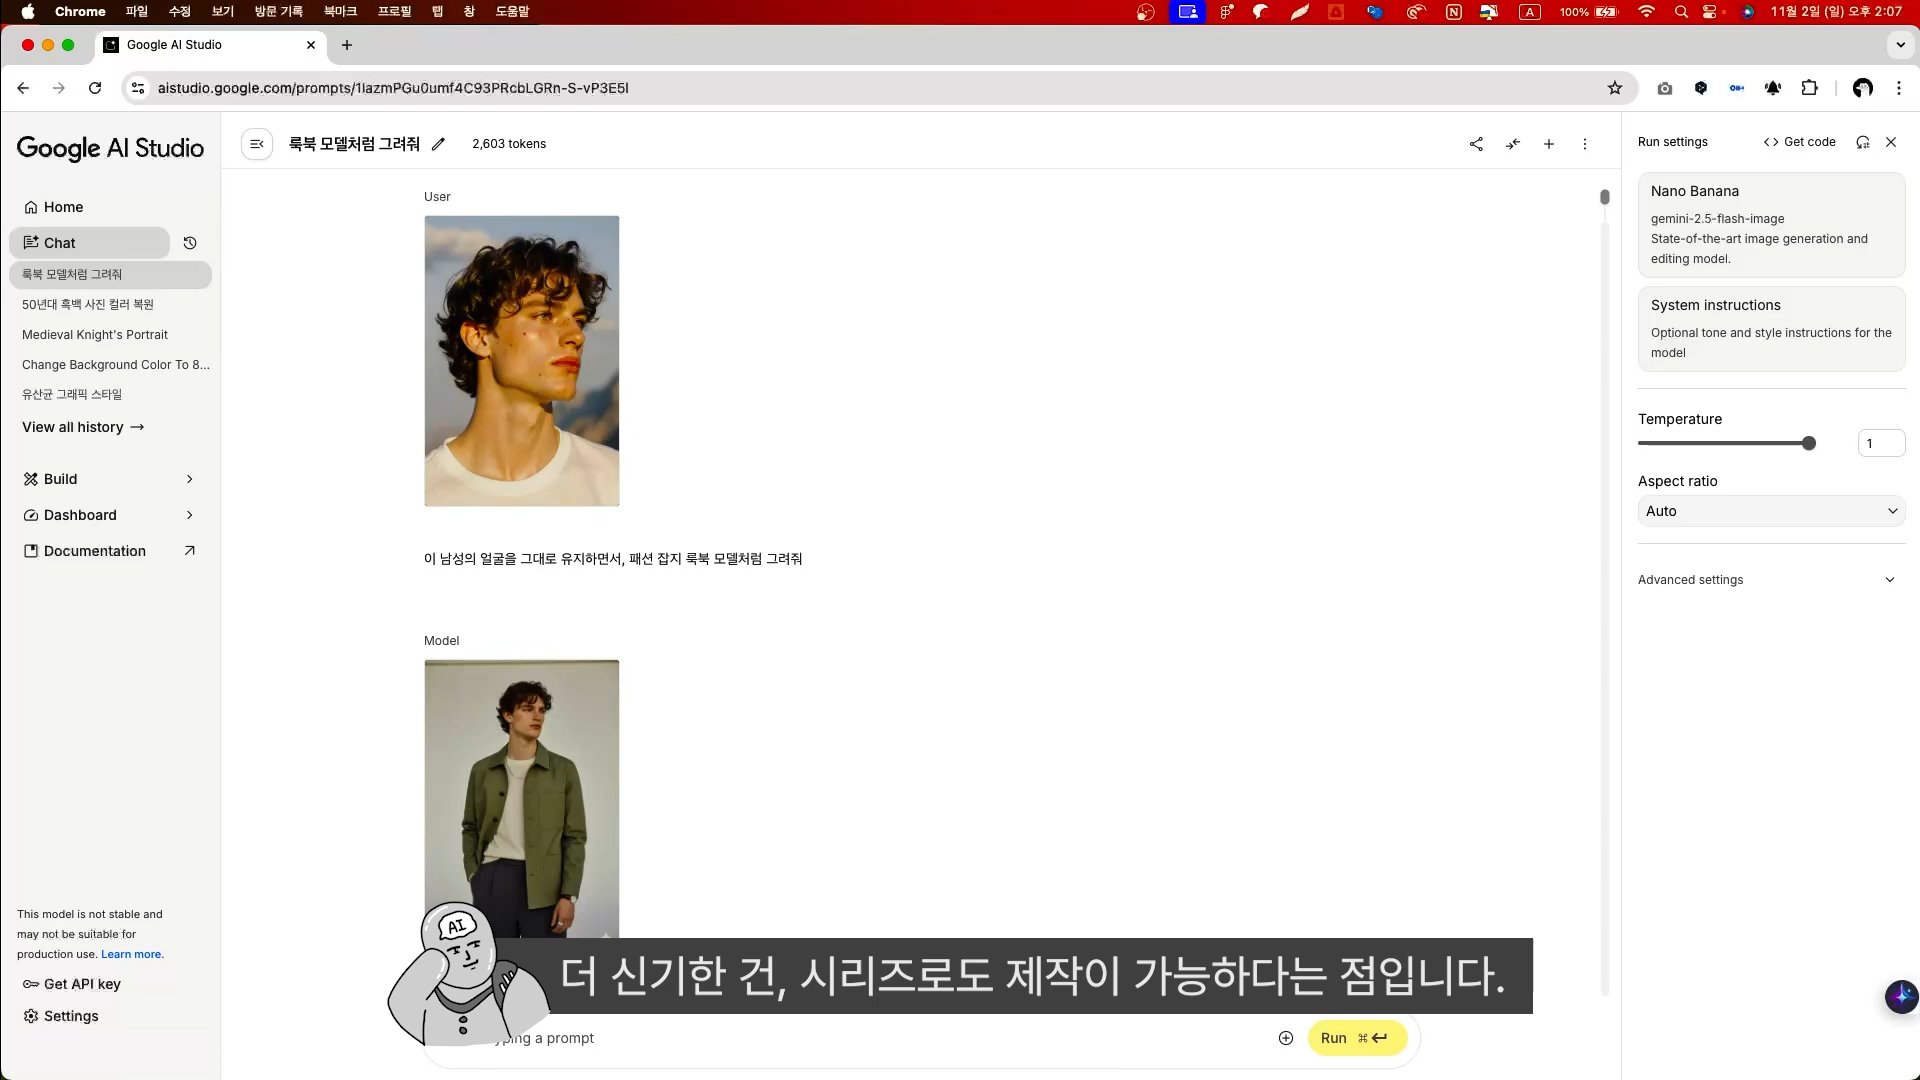 Chrome 파일 수정 보기 방문 기록 북마크 프로필 탭 창 도움말
A 100% 11월 2일 (일) 오후 2:07
Google AI Studio
aistudio.google.com/prompts/1lazmPGu0umf4C93PRcbLGRn-S-vP3E5l
Google AI Studio
Home
Chat
룩북 모델처럼 그려줘
50년대 흑백 사진 컬러 복원
Medieval Knight's Portrait
Change Background Color To 8...
유산균 그래픽 스타일
View all history
Build
Dashboard
Documentation
This model is not stable and
may not be suitable for
production use. Learn more.
Get API key
Settings
룩북 모델처럼 그려줘 2,603 tokens
User
이 남성의 얼굴을 그대로 유지하면서, 패션 잡지 룩북 모델처럼 그려줘
Model
AI
더 신기한 건, 시리즈로도 제작이 가능하다는 점입니다.
yping a prompt
Run ⌘↵
Run settings <> Get code
Nano Banana
gemini-2.5-flash-image
State-of-the-art image generation and
editing model.
System instructions
Optional tone and style instructions for the
model
Temperature
1
Aspect ratio
Auto
Advanced settings